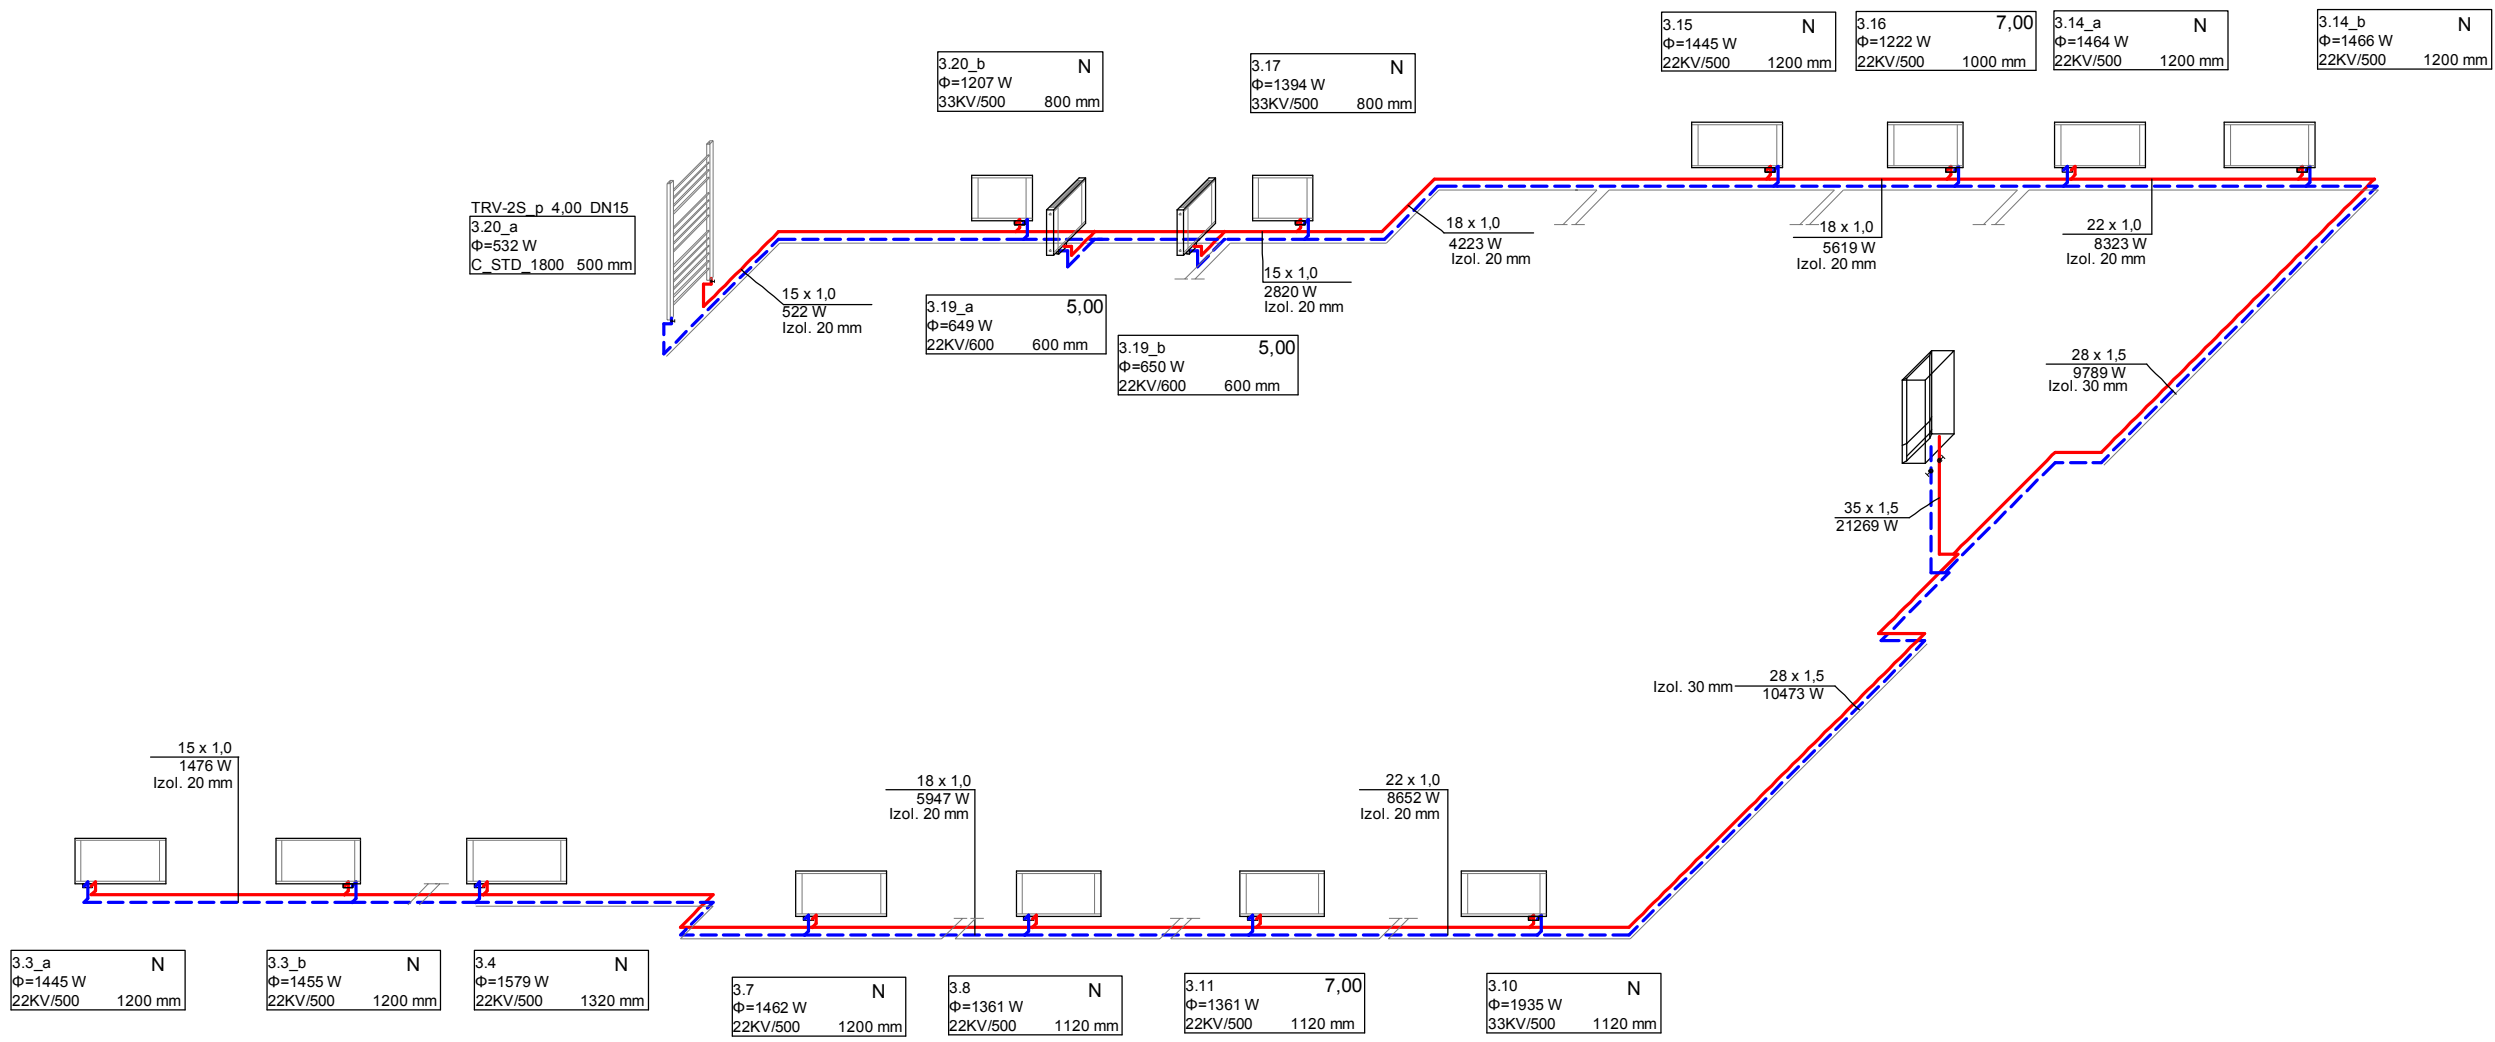 3.20_b N
Φ=1207 W
33KV/500 800 mm
3.17 N
Φ=1394 W
33KV/500 800 mm
3.15 N
Φ=1445 W
22KV/500 1200 mm
3.16 7,00
Φ=1222 W
22KV/500 1000 mm
3.14_a N
Φ=1464 W
22KV/500 1200 mm
3.14_b N
Φ=1466 W
22KV/500 1200 mm
TRV-2S_p 4,00 DN15
3.20_a
Φ=532 W
C_STD_1800 500 mm
15 x 1,0
522 W
Izol. 20 mm
3.19_a 5,00
Φ=649 W
22KV/600 600 mm
3.19_b 5,00
Φ=650 W
22KV/600 600 mm
15 x 1,0
2820 W
Izol. 20 mm
18 x 1,0
4223 W
Izol. 20 mm
18 x 1,0
5619 W
Izol. 20 mm
22 x 1,0
8323 W
Izol. 20 mm
28 x 1,5
9789 W
Izol. 30 mm
35 x 1,5
21269 W
Izol. 30 mm
28 x 1,5
10473 W
15 x 1,0
1476 W
Izol. 20 mm
18 x 1,0
5947 W
Izol. 20 mm
22 x 1,0
8652 W
Izol. 20 mm
3.3_a N
Φ=1445 W
22KV/500 1200 mm
3.3_b N
Φ=1455 W
22KV/500 1200 mm
3.4 N
Φ=1579 W
22KV/500 1320 mm
3.7 N
Φ=1462 W
22KV/500 1200 mm
3.8 N
Φ=1361 W
22KV/500 1120 mm
3.11 7,00
Φ=1361 W
22KV/500 1120 mm
3.10 N
Φ=1935 W
33KV/500 1120 mm